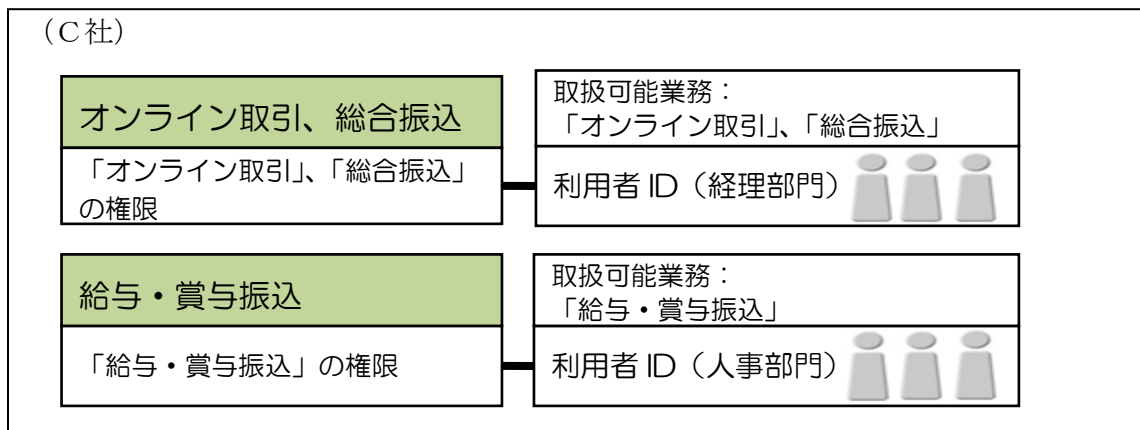 （C社）
オンライン取引、総合振込
「オンライン取引」、「総合振込」
の権限
取扱可能業務：
「オンライン取引」、「総合振込」
利用者ID（経理部門）
給与・賞与振込
「給与・賞与振込」の権限
取扱可能業務：
「給与・賞与振込」
利用者ID（人事部門）